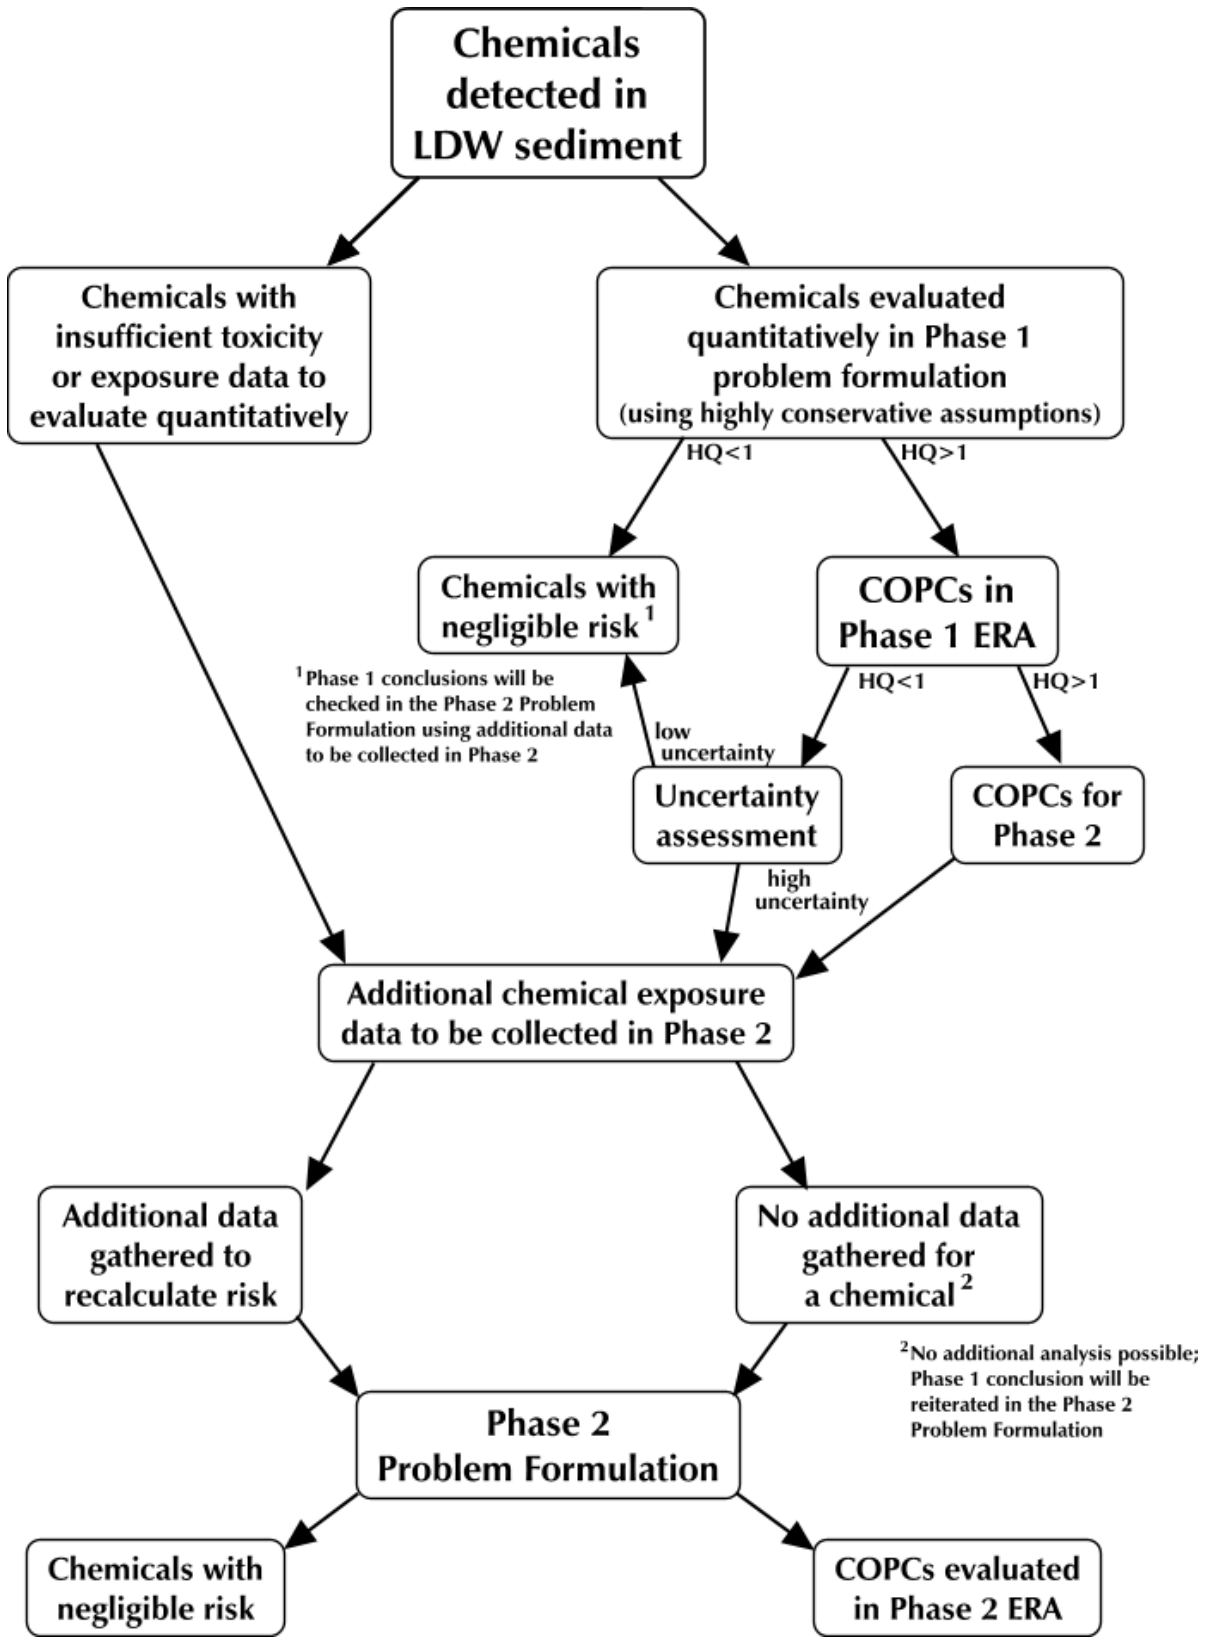 Chemicals
detected in
LDW sediment
Chemicals with
insufficient toxicity
or exposure data to
evaluate quantitatively
Chemicals evaluated
quantitatively in Phase 1
problem formulation
(using highly conservative assumptions)
HQ<1
HQ>1
Chemicals with
negligible risk 1
COPCs in
Phase 1 ERA
1 Phase 1 conclusions will be
checked in the Phase 2 Problem
Formulation using additional data
to be collected in Phase 2
HQ<1
HQ>1
low
uncertainty
Uncertainty
assessment
COPCs for
Phase 2
high
uncertainty
Additional chemical exposure
data to be collected in Phase 2
Additional data
gathered to
recalculate risk
No additional data
gathered for
a chemical 2
2 No additional analysis possible;
Phase 1 conclusion will be
reiterated in the Phase 2
Problem Formulation
Phase 2
Problem Formulation
Chemicals with
negligible risk
COPCs evaluated
in Phase 2 ERA